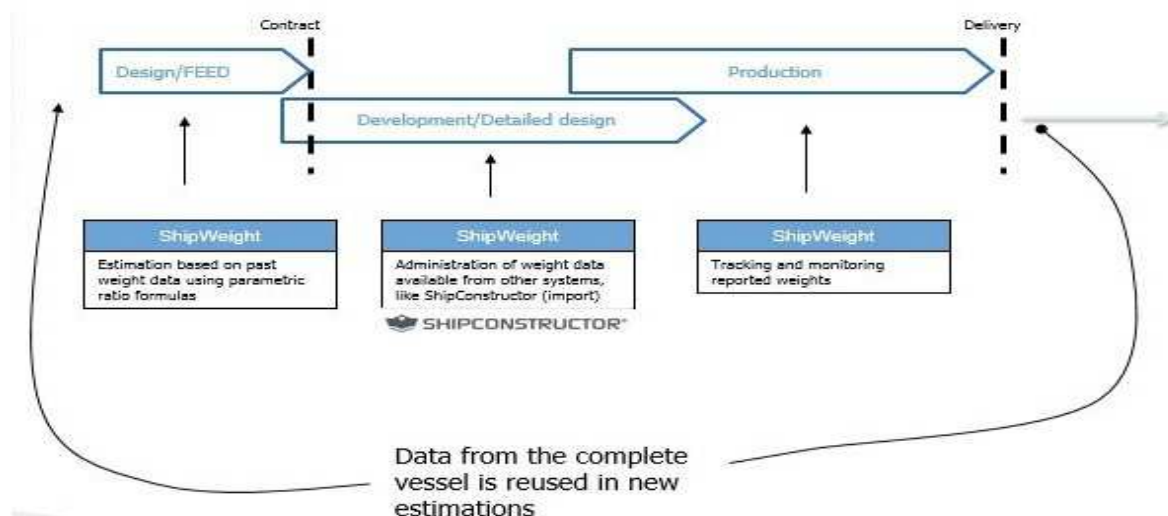 Contract
Delivery
Design/FEED
Production
Development/Detailed design
ShipWeight
Estimation based on past
weight data using parametric
ratio formulas
ShipWeight
Administration of weight data
available from other systems,
like ShipConstructor (import)
SHIPCONSTRUCTOR
ShipWeight
Tracking and monitoring
reported weights
Data from the complete
vessel is reused in new
estimations